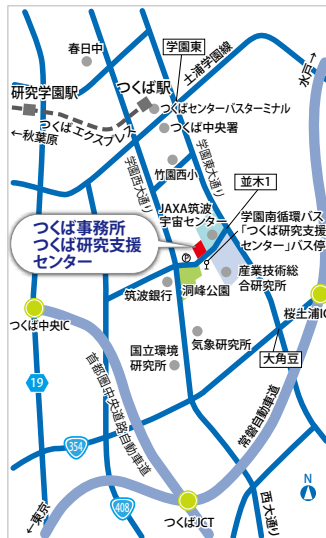 春日中
学園東
土浦学園線
水戸→
つくば駅
研究学園駅
つくばセンターバスターミナル
つくばエクスプレス
←秋葉原
つくば中央署
学園西大通り
学園東大通り
竹園西小
並木1
JAXA筑波
宇宙センター
学園南循環バス
「つくば研究支援
センター」バス停
つくば事務所
つくば研究支援
センター
P
産業技術総
合研究所
筑波銀行
洞峰公園
つくば中央IC
桜土浦IC
気象研究所
国立環境
研究所
大角豆
19
首都圏中央道路自動車道
常磐自動車道
354
408
←東京
つくばJCT
西大通り
N